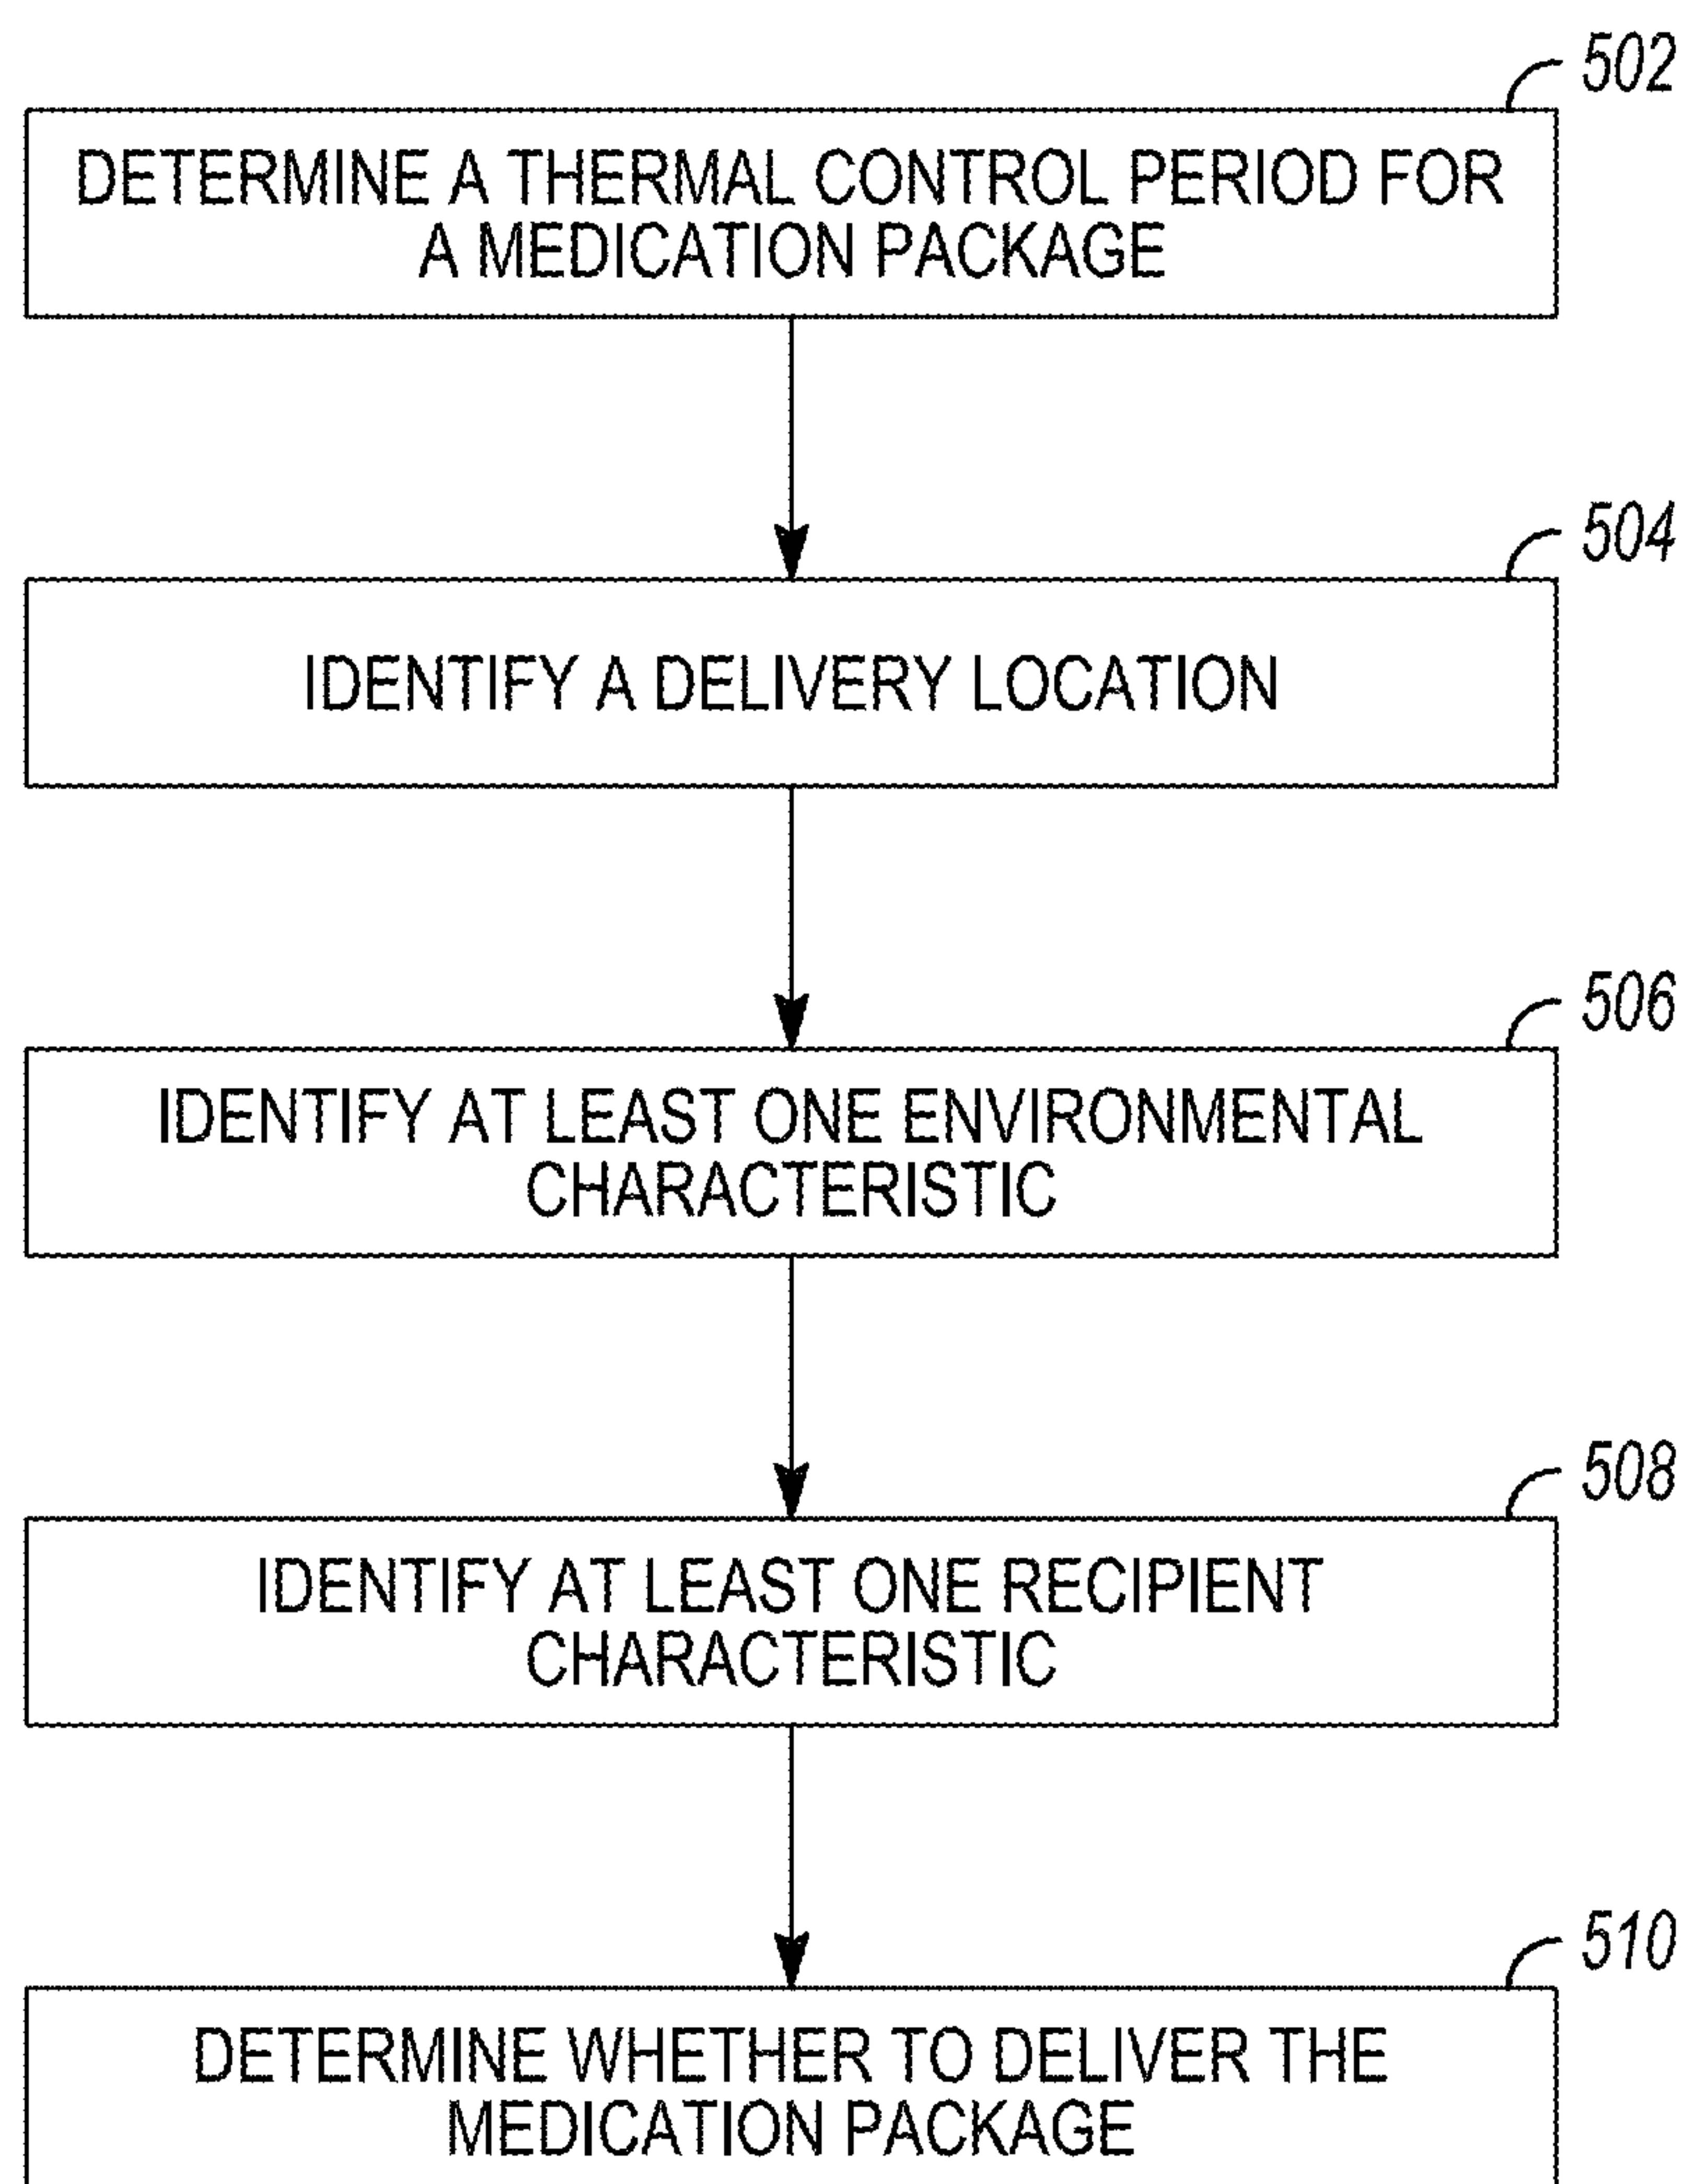 502
DETERMINE A THERMAL CONTROL PERIOD FOR
A MEDICATION PACKAGE
504
IDENTIFY A DELIVERY LOCATION
506
IDENTIFY AT LEAST ONE ENVIRONMENTAL
CHARACTERISTIC
508
IDENTIFY AT LEAST ONE RECIPIENT
CHARACTERISTIC
510
DETERMINE WHETHER TO DELIVER THE
MEDICATION PACKAGE